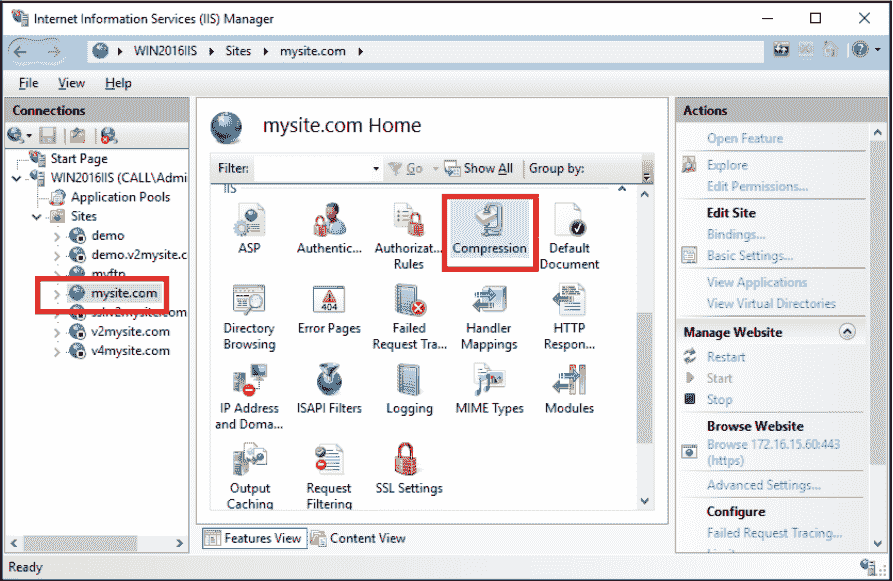 Internet Information Services (IIS) Manager
WIN2016IIS Sites mysite.com
File View Help
Connections
Start Page
WIN2016IIS (CALL\Admi
Application Pools
Sites
demo
demo.v2mysite.c
myftp
mysite.com
sslv2mysite.com
v2mysite.com
v4mysite.com
mysite.com Home
Filter: Go Show All Group by:
IIS
ASP
Authentic...
Authorizat...
Rules
Compression
Default
Document
Directory
Browsing
Error Pages
404
Failed
Request Tra...
Handler
Mappings
HTTP
Respon...
IP Address
and Doma...
ISAPI Filters
Logging
MIME Types
Modules
Output
Caching
Request
Filtering
SSL Settings
Features View Content View
Actions
Open Feature
Explore
Edit Permissions...
Edit Site
Bindings...
Basic Settings...
View Applications
View Virtual Directories
Manage Website
Restart
Start
Stop
Browse Website
Browse 172.16.15.60:443
(https)
Advanced Settings...
Configure
Failed Request Tracing...
Ready